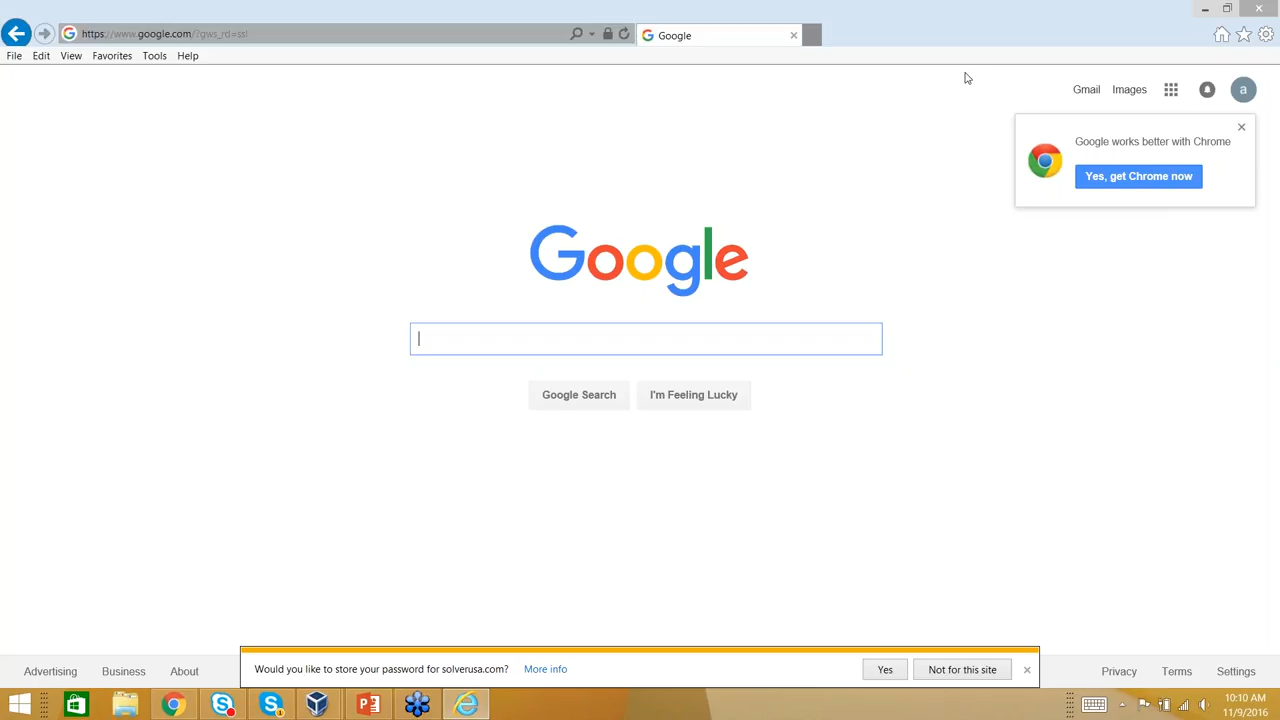 https://www.google.com/?gws_rd=ssl
Google
File Edit View Favorites Tools Help
Gmail Images a
Google works better with Chrome
Yes, get Chrome now
Google
Google Search I'm Feeling Lucky
Would you like to store your password for solverusa.com? More info Yes Not for this site
Advertising Business About Privacy Terms Settings
10:10 AM
11/9/2016